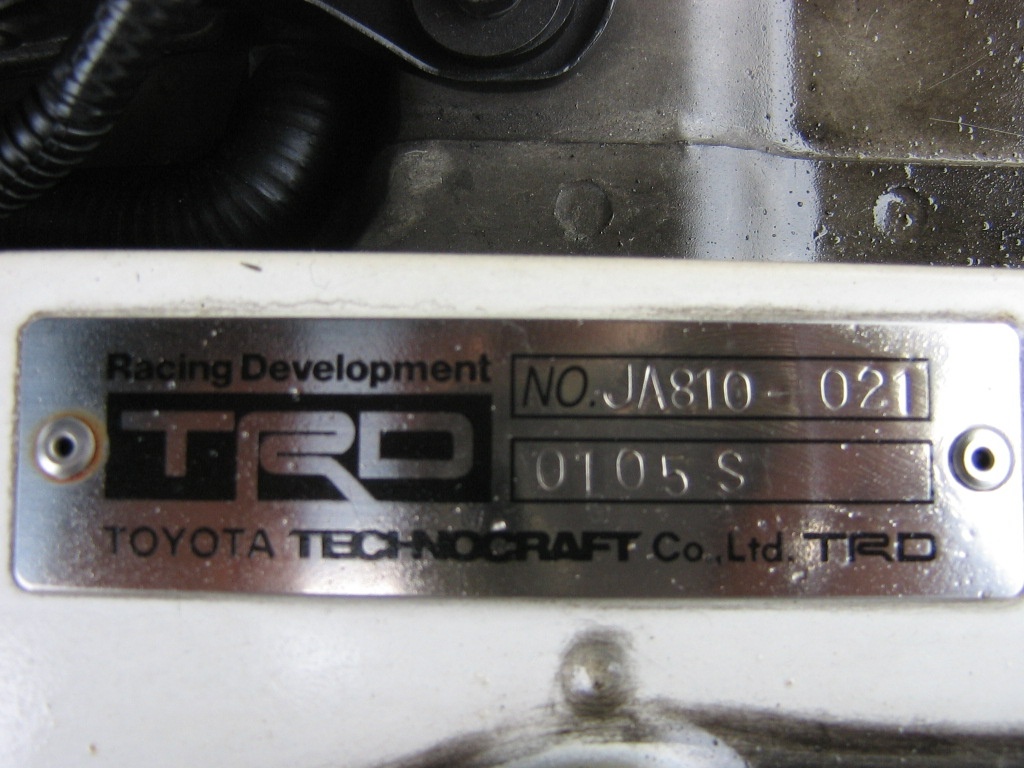 Racing Development
TRD
NO. JA810- 021
0105 S
TOYOTA TECHNOCRAFT Co.,Ltd. TRD